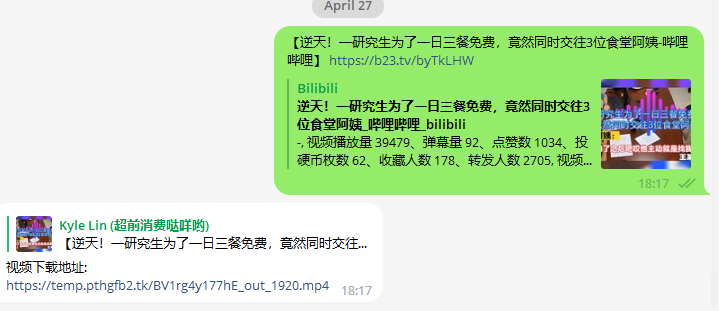 April 27
【逆天！一研究生为了一日三餐免费，竟然同时交往3位食堂阿姨-哔哩
哔哩】 https://b23.tv/byTkLHW
Bilibili
逆天！一研究生为了一日三餐免费，竟然同时交往3
位食堂阿姨_哔哩哔哩_bilibili
-, 视频播放量 39479、弹幕量 92、点赞数 1034、投
硬币枚数 62、收藏人数 178、转发人数 2705, 视频...
18:17
Kyle Lin (超前消费哒咩哟)
【逆天！一研究生为了一日三餐免费，竟然同时交往...
视频下载地址:
https://temp.pthgfb2.tk/BV1rg4y177hE_out_1920.mp4
18:17